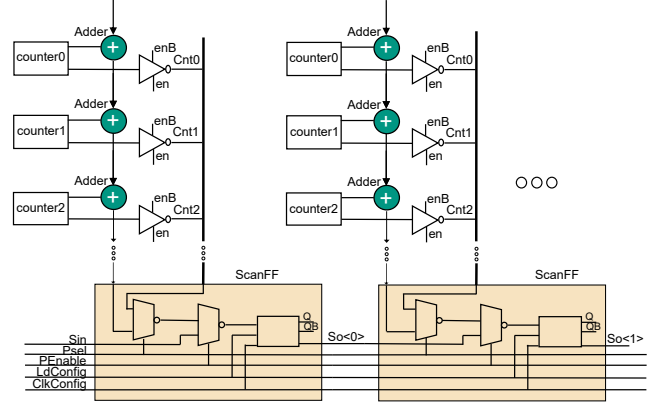 Adder
enB
counter0
Cnt0
en
Adder
enB
counter1
Cnt1
en
Adder
enB
counter2
Cnt2
en
Adder
enB
counter0
Cnt0
en
Adder
enB
counter1
Cnt1
en
Adder
enB
counter2
Cnt2
en
ScanFF
Q
QB
Sin
So<0>
Psel
PEnable
LdConfig
ClkConfig
ScanFF
Q
QB
So<1>